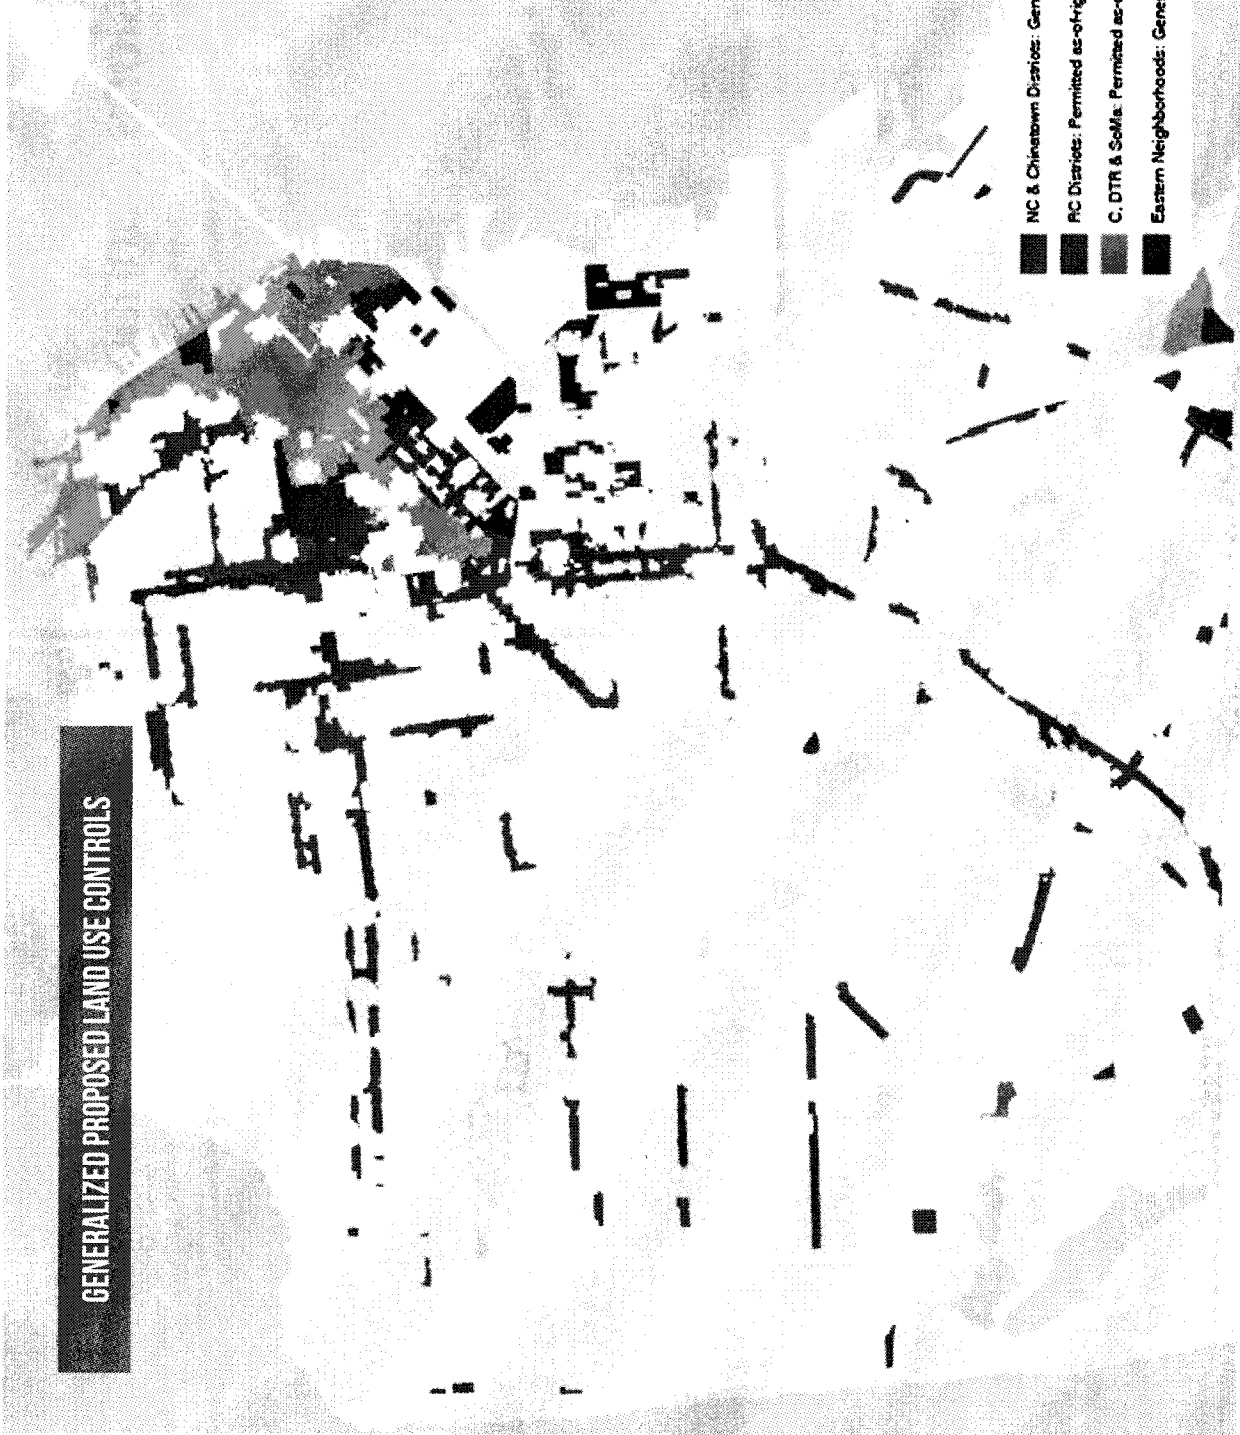 GENERALIZED PROPOSED LAND USE CONTROLS
NC & Chinatown Districts: Gen
RC Districts: Permitted as-of-rig
C, DTR & SoMa: Permitted as-o
Eastern Neighborhoods: Gene